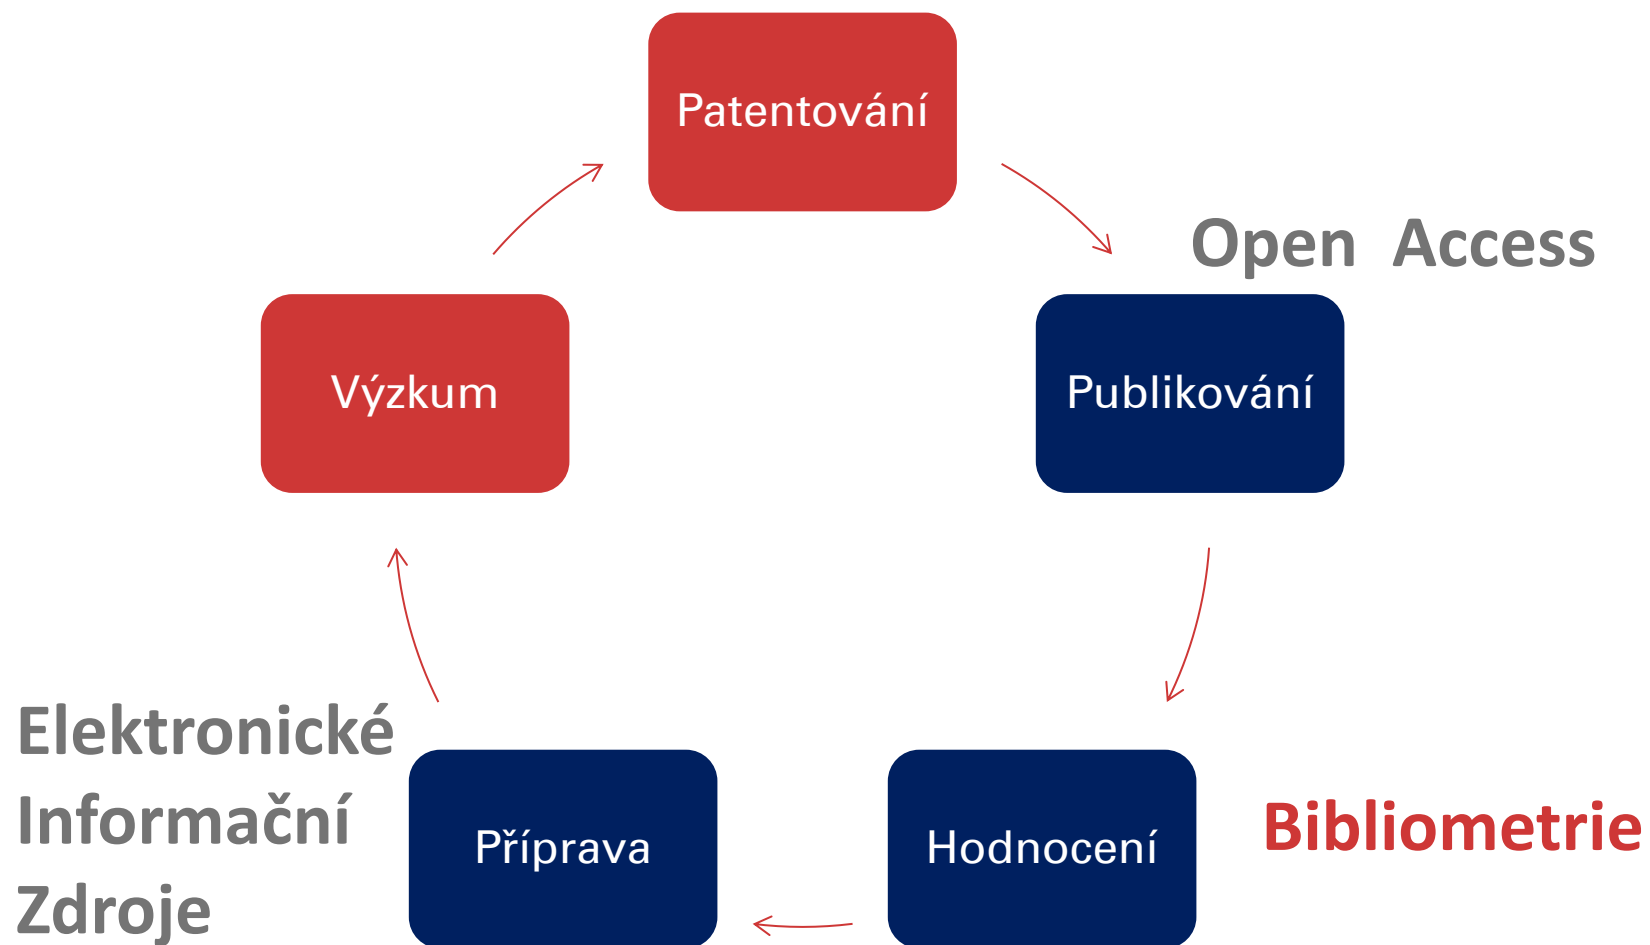 Patentování
Open Access
Výzkum
Publikování
Elektronické
Informační
Zdroje
Příprava
Hodnocení
Bibliometrie